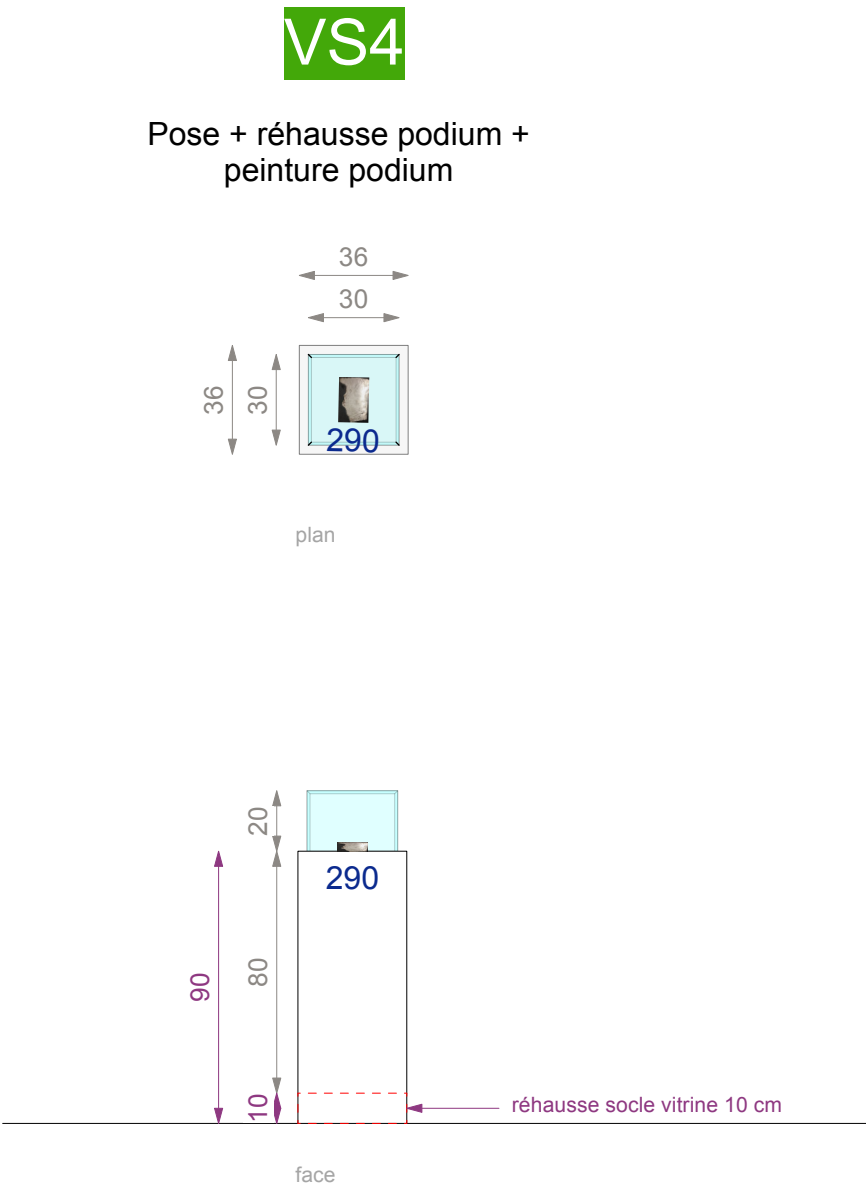 VS4
Pose + réhausse podium +
peinture podium
36
30
36
30
290
plan
20
290
80
90
10
réhausse socle vitrine 10 cm
face